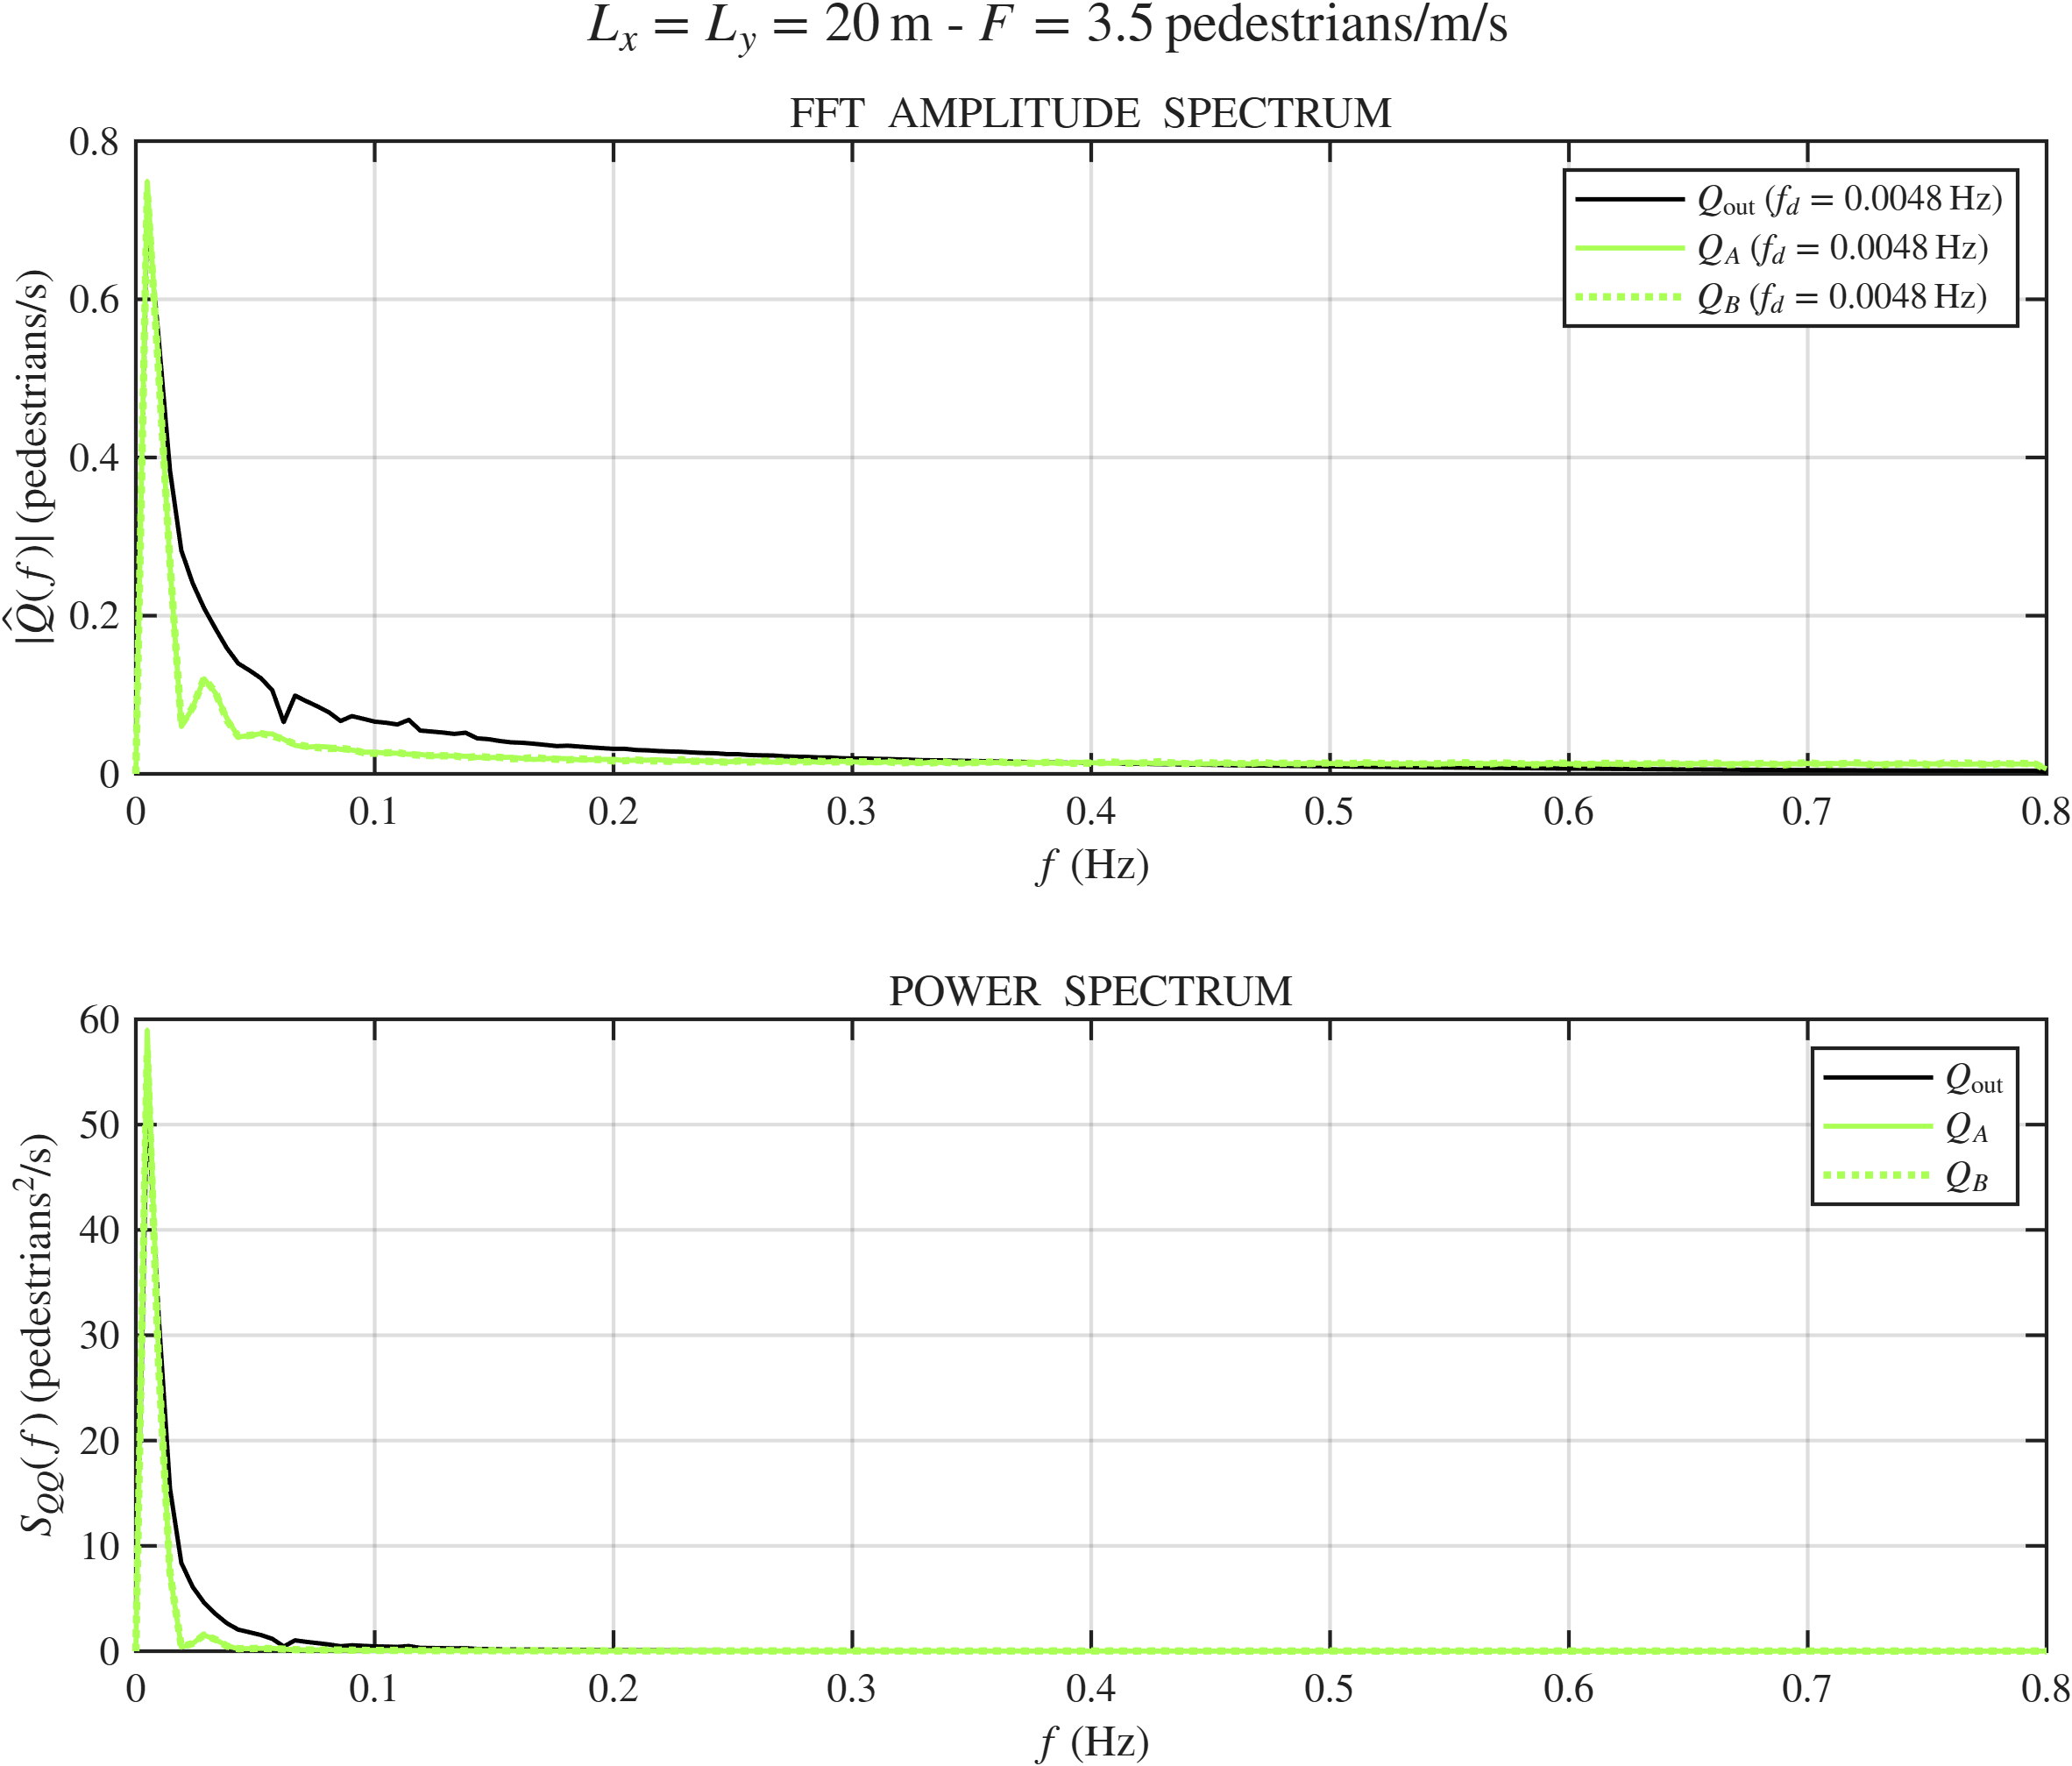 Lx = Ly = 20 m - F = 3.5 pedestrians/m/s
FFT AMPLITUDE SPECTRUM
|Q̂(f)| (pedestrians/s)
0.8
0.6
0.4
0.2
0
Qout (fd = 0.0048 Hz)
QA (fd = 0.0048 Hz)
QB (fd = 0.0048 Hz)
0 0.1 0.2 0.3 0.4 0.5 0.6 0.7 0.8
f (Hz)
POWER SPECTRUM
SQQ(f) (pedestrians²/s)
60
50
40
30
20
10
0
Qout
QA
QB
0 0.1 0.2 0.3 0.4 0.5 0.6 0.7 0.8
f (Hz)